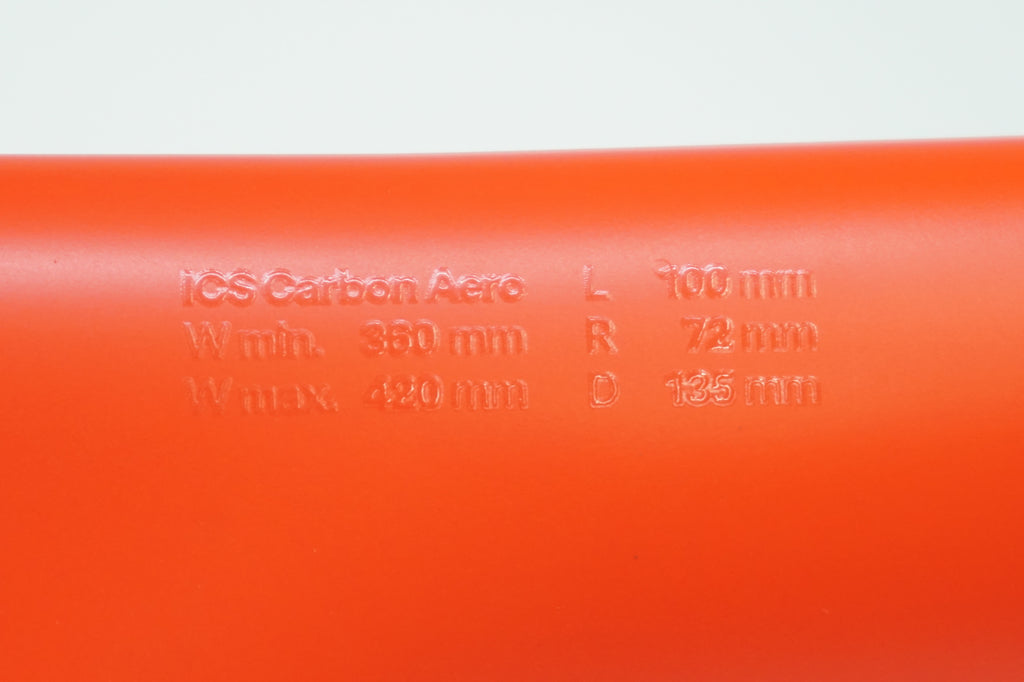 ICS Carbon Aero L 100 mm
W min. 360 mm R 72 mm
W max. 420 mm D 135 mm